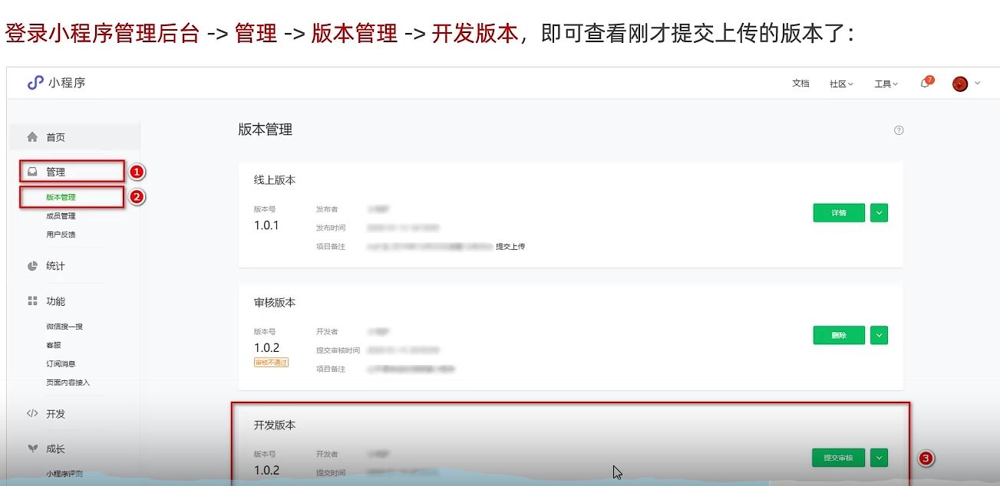 登录小程序管理后台 -> 管理 -> 版本管理 -> 开发版本，即可查看刚才提交上传的版本了：
小程序
文档 社区 工具 7
首页
管理 1
版本管理 2
成员管理
用户反馈
统计
功能
微信搜一搜
客服
订阅消息
页面内容接入
开发
成长
小程序评测
版本管理
线上版本
版本号 发布者
1.0.1 发布时间
项目备注 提交上传
详情
审核版本
版本号 开发者
1.0.2 提交审核时间
审核不通过 项目备注
删除
开发版本
版本号 开发者
1.0.2 提交时间
提交审核 3